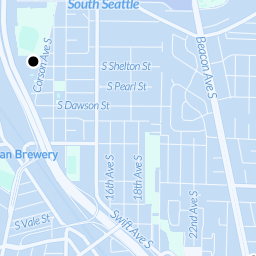 South Seattle
Corson Ave S
Beacon Ave S
S Shelton St
S Pearl St
S Dawson St
an Brewery
16th Ave S
18th Ave S
22nd Ave S
Swift Ave S
S Vale St